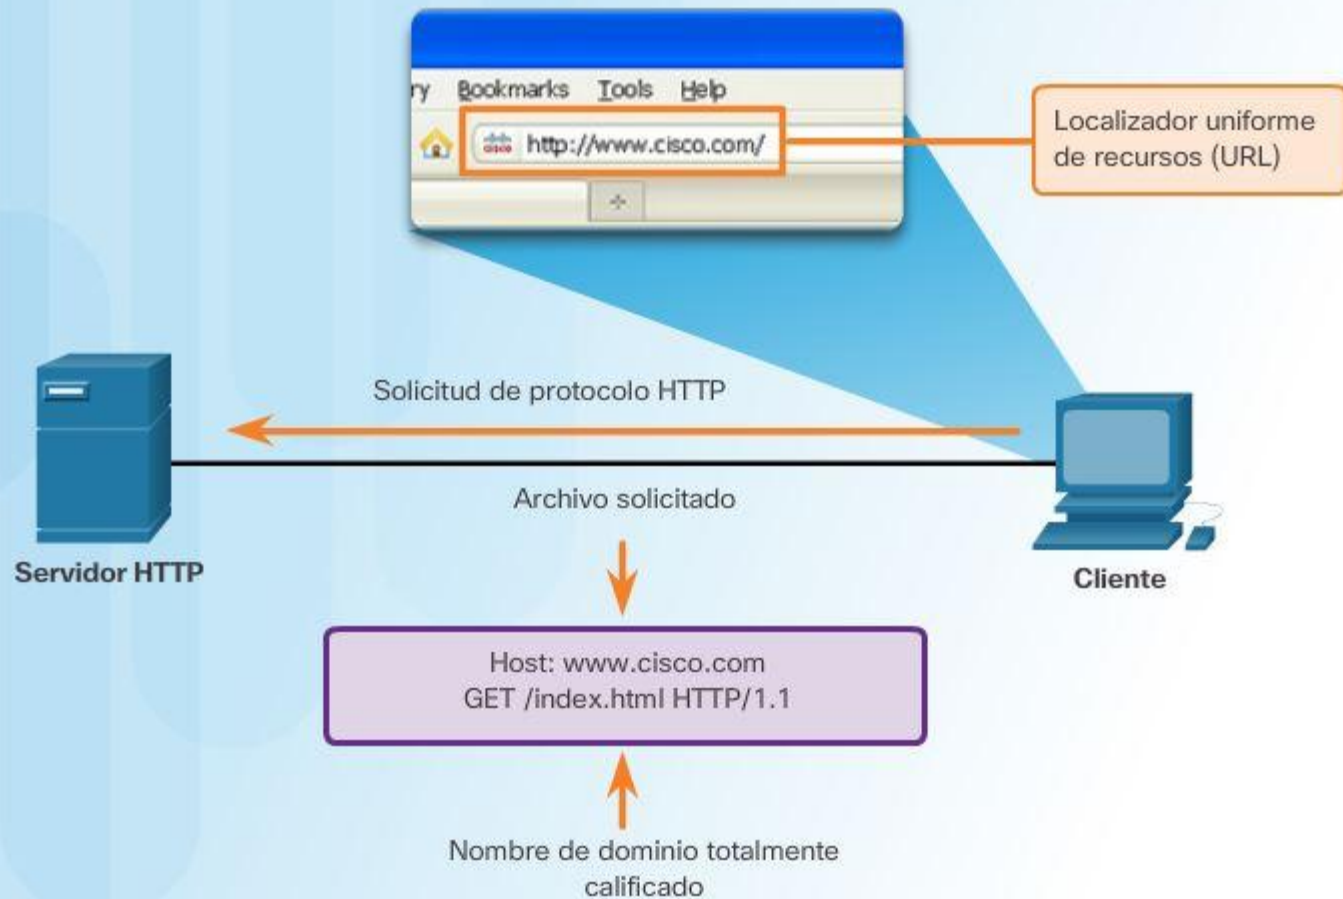 ry Bookmarks Tools Help
cisco http://www.cisco.com/
Localizador uniforme
de recursos (URL)
Solicitud de protocolo HTTP
Archivo solicitado
Servidor HTTP
Cliente
Host: www.cisco.com
GET /index.html HTTP/1.1
Nombre de dominio totalmente
calificado